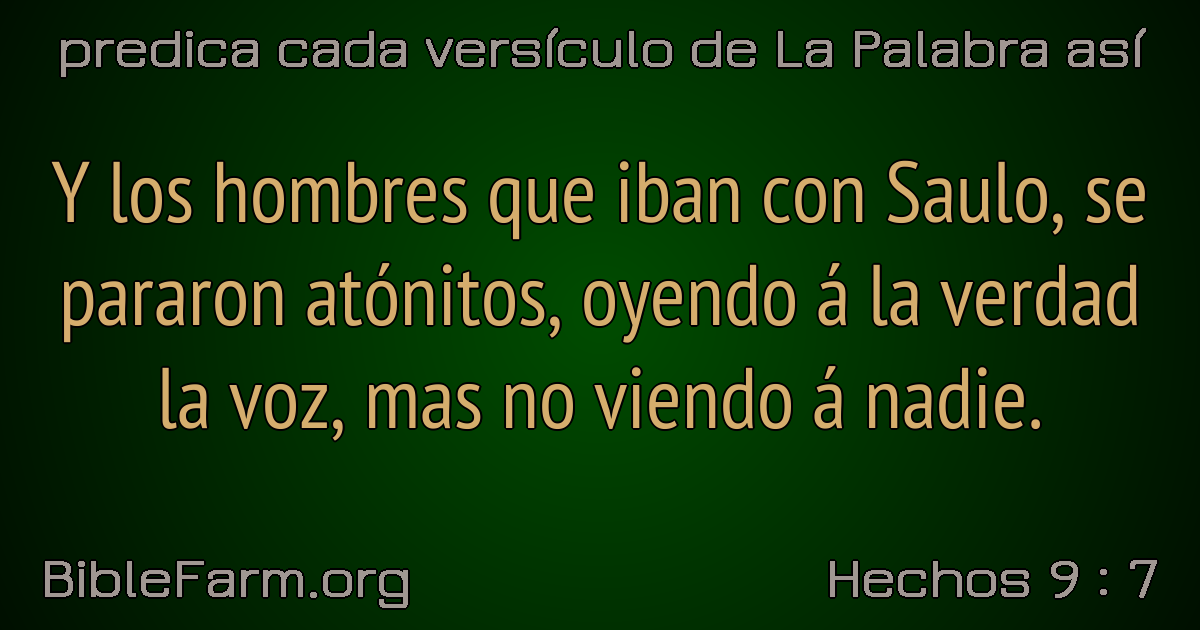 predica cada versículo de La Palabra así
Y los hombres que iban con Saulo, se
pararon atónitos, oyendo á la verdad
la voz, mas no viendo á nadie.
BibleFarm.org
Hechos 9 : 7